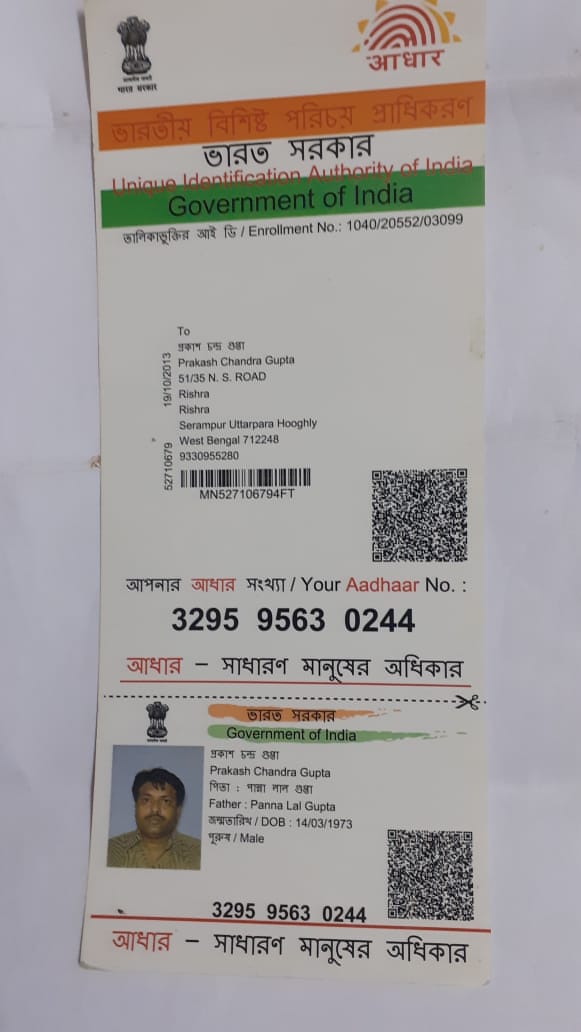 भारत सरकार
आधार
ভারতীয় বিশিষ্ট পরিচয় প্রাধিকরণ
ভারত সরকার
Unique Identification Authority of India
Government of India
তালিকাভুক্তির আই ডি / Enrollment No.: 1040/20552/03099
To
প্রকাশ চন্দ্র গুপ্তা
Prakash Chandra Gupta
51/35 N. S. ROAD
Rishra
Rishra
Serampur Uttarpara Hooghly
West Bengal 712248
9330955280
19/10/2013
52710679
MN527106794FT
আপনার আধার সংখ্যা / Your Aadhaar No. :
3295 9563 0244
আধার – সাধারণ মানুষের অধিকার
ভারত সরকার
Government of India
প্রকাশ চন্দ্র গুপ্তা
Prakash Chandra Gupta
পিতা : পান্না লাল গুপ্তা
Father : Panna Lal Gupta
জন্মতারিখ / DOB : 14/03/1973
পুরুষ / Male
3295 9563 0244
আধার – সাধারণ মানুষের অধিকার